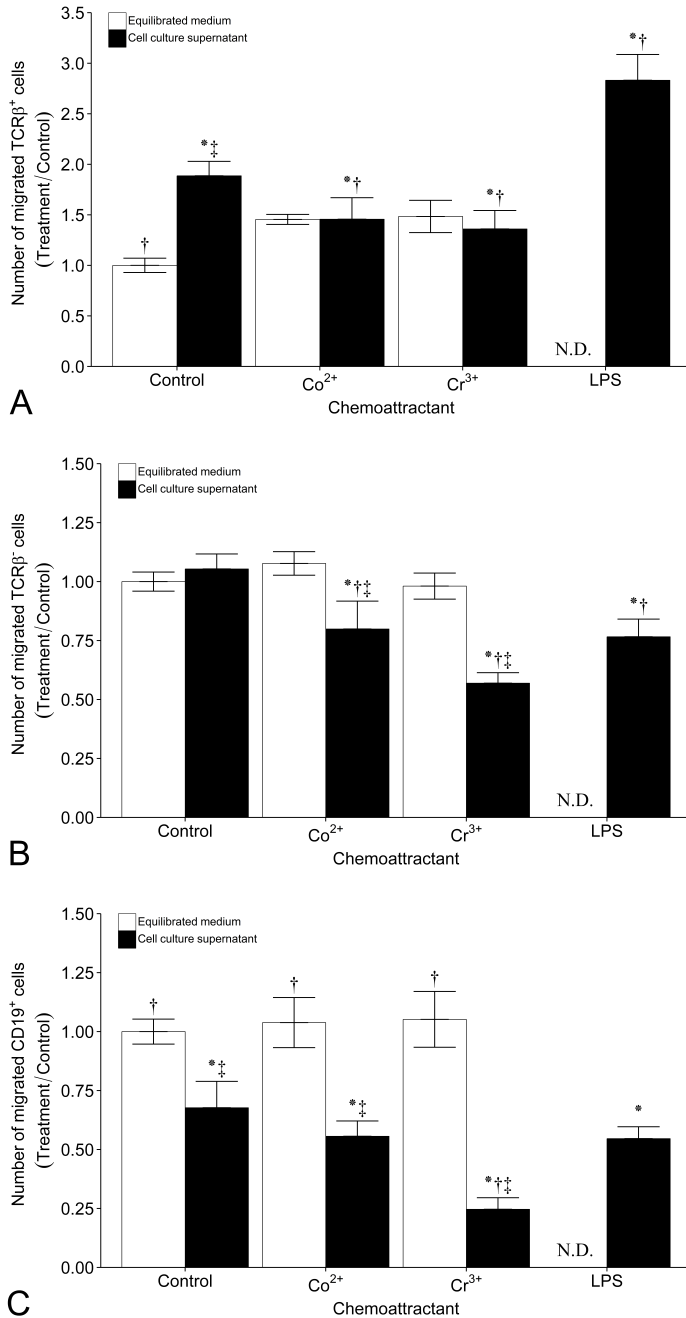 Equilibrated medium
Cell culture supernatant
Number of migrated TCRβ⁺ cells
(Treatment/Control)
3.5
3.0
2.5
2.0
1.5
1.0
0.5
0.0
†
*‡
*†
*†
*†
N.D.
Control
Co²⁺
Cr³⁺
LPS
Chemoattractant
A
Equilibrated medium
Cell culture supernatant
Number of migrated TCRβ⁻ cells
(Treatment/Control)
1.50
1.25
1.00
0.75
0.50
0.25
0.00
*†‡
*†‡
*†
N.D.
Control
Co²⁺
Cr³⁺
LPS
Chemoattractant
B
Equilibrated medium
Cell culture supernatant
Number of migrated CD19⁺ cells
(Treatment/Control)
1.50
1.25
1.00
0.75
0.50
0.25
0.00
†
*‡
†
*‡
†
*†‡
*
N.D.
Control
Co²⁺
Cr³⁺
LPS
Chemoattractant
C